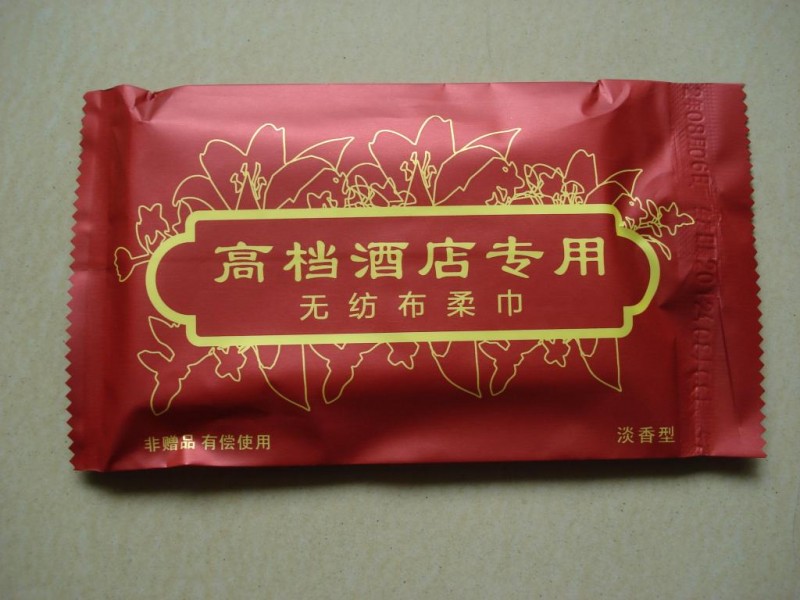 高档酒店专用
无纺布柔巾
非赠品 有偿使用
淡香型